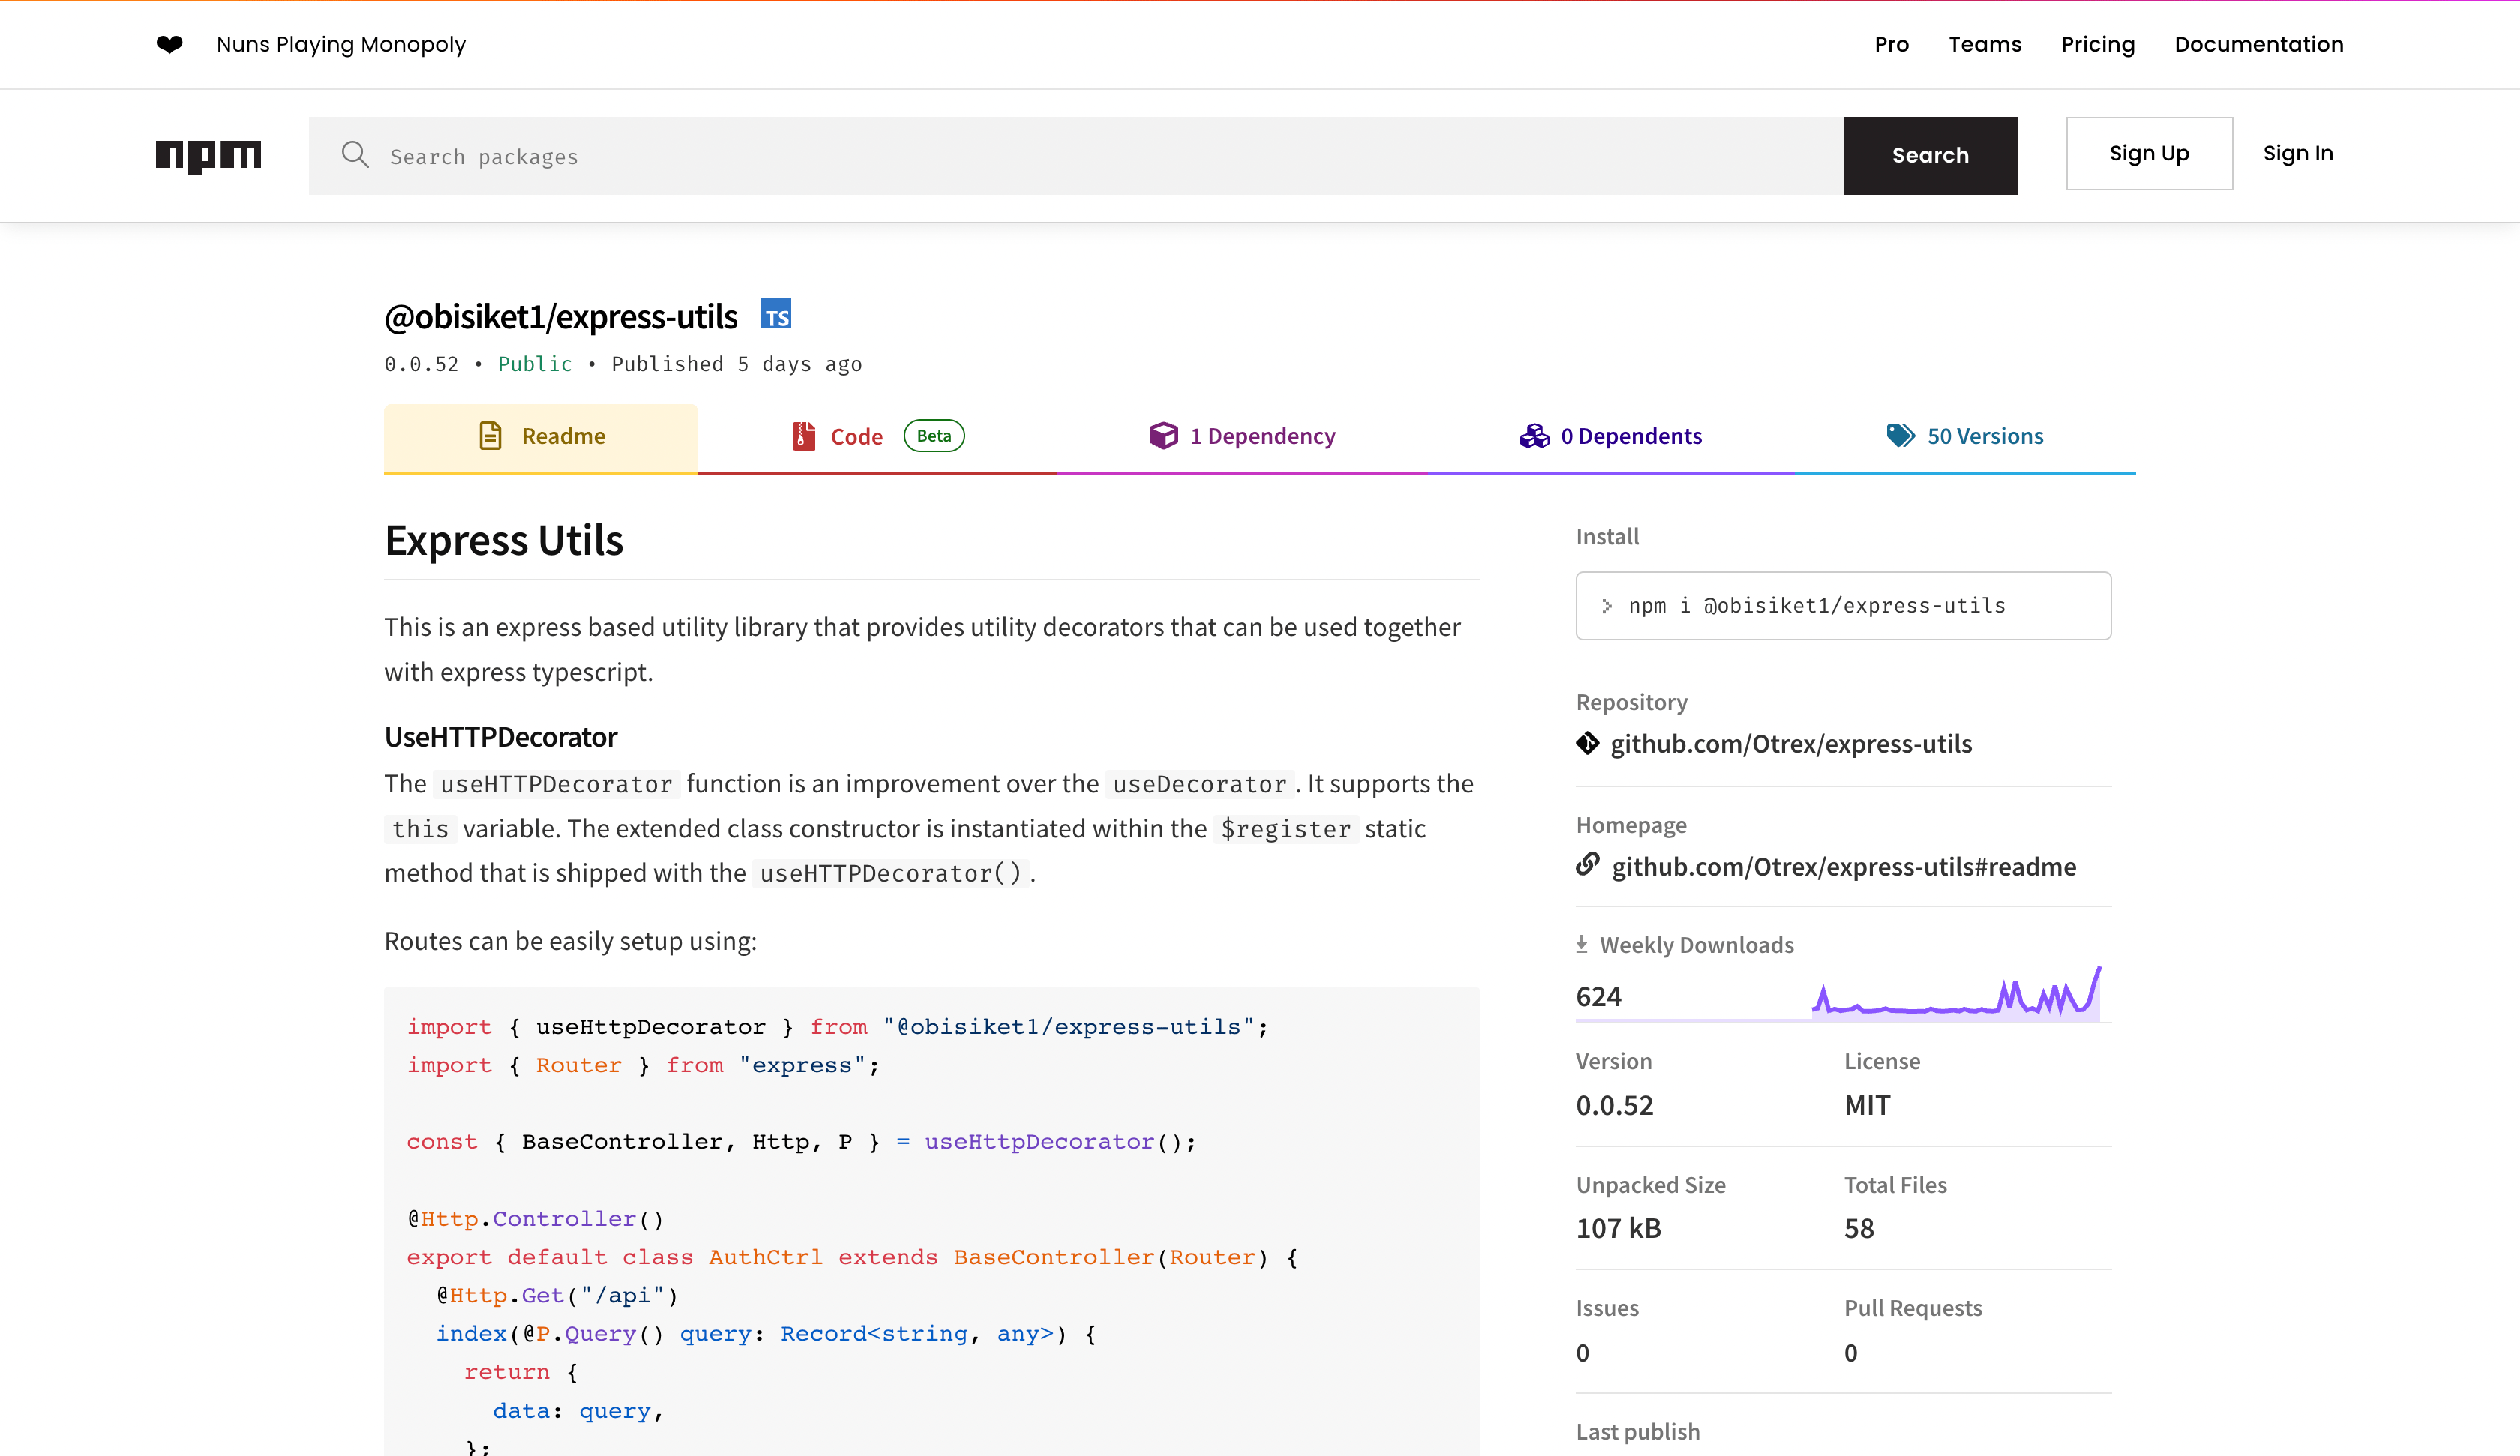 ❤ Nuns Playing Monopoly
Pro Teams Pricing Documentation
npm
Search packages
Search
Sign Up
Sign In
@obisiket1/express-utils TS
0.0.52 • Public • Published 5 days ago
Readme
Code Beta
1 Dependency
0 Dependents
50 Versions
Express Utils
This is an express based utility library that provides utility decorators that can be used together
with express typescript.
UseHTTPDecorator
The useHTTPDecorator function is an improvement over the useDecorator. It supports the
this variable. The extended class constructor is instantiated within the $register static
method that is shipped with the useHTTPDecorator().
Routes can be easily setup using:
import { useHttpDecorator } from "@obisiket1/express-utils";
import { Router } from "express";
const { BaseController, Http, P } = useHttpDecorator();
@Http.Controller()
export default class AuthCtrl extends BaseController(Router) {
@Http.Get("/api")
index(@P.Query() query: Record<string, any>) {
return {
data: query,
};
Install
npm i @obisiket1/express-utils
Repository
github.com/Otrex/express-utils
Homepage
github.com/Otrex/express-utils#readme
Weekly Downloads
624
Version
License
0.0.52
MIT
Unpacked Size
Total Files
107 kB
58
Issues
Pull Requests
0
0
Last publish